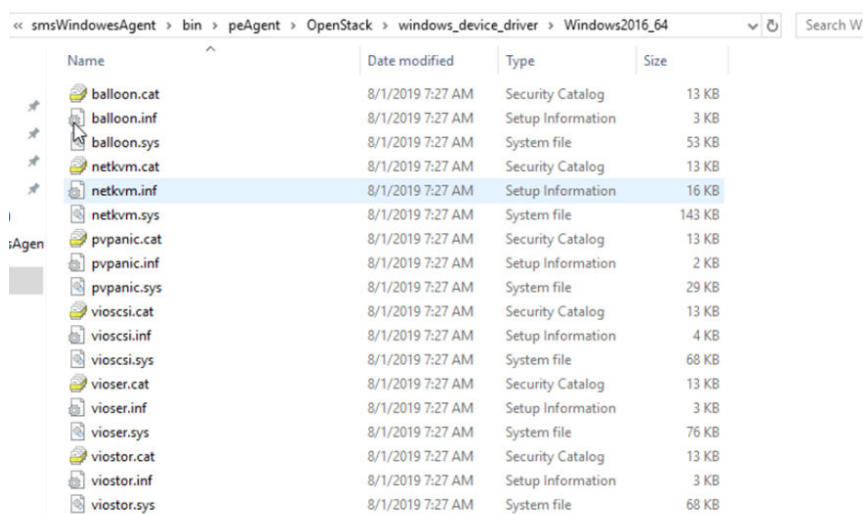 « smsWindowesAgent > bin > peAgent > OpenStack > windows_device_driver > Windows2016_64 Search W
Name Date modified Type Size
balloon.cat 8/1/2019 7:27 AM Security Catalog 13 KB
balloon.inf 8/1/2019 7:27 AM Setup Information 3 KB
balloon.sys 8/1/2019 7:27 AM System file 53 KB
netkvm.cat 8/1/2019 7:27 AM Security Catalog 13 KB
netkvm.inf 8/1/2019 7:27 AM Setup Information 16 KB
netkvm.sys 8/1/2019 7:27 AM System file 143 KB
sAgen
pvpanic.cat 8/1/2019 7:27 AM Security Catalog 13 KB
pvpanic.inf 8/1/2019 7:27 AM Setup Information 2 KB
pvpanic.sys 8/1/2019 7:27 AM System file 29 KB
vioscsi.cat 8/1/2019 7:27 AM Security Catalog 13 KB
vioscsi.inf 8/1/2019 7:27 AM Setup Information 4 KB
vioscsi.sys 8/1/2019 7:27 AM System file 68 KB
vioser.cat 8/1/2019 7:27 AM Security Catalog 13 KB
vioser.inf 8/1/2019 7:27 AM Setup Information 3 KB
vioser.sys 8/1/2019 7:27 AM System file 76 KB
viostor.cat 8/1/2019 7:27 AM Security Catalog 13 KB
viostor.inf 8/1/2019 7:27 AM Setup Information 3 KB
viostor.sys 8/1/2019 7:27 AM System file 68 KB